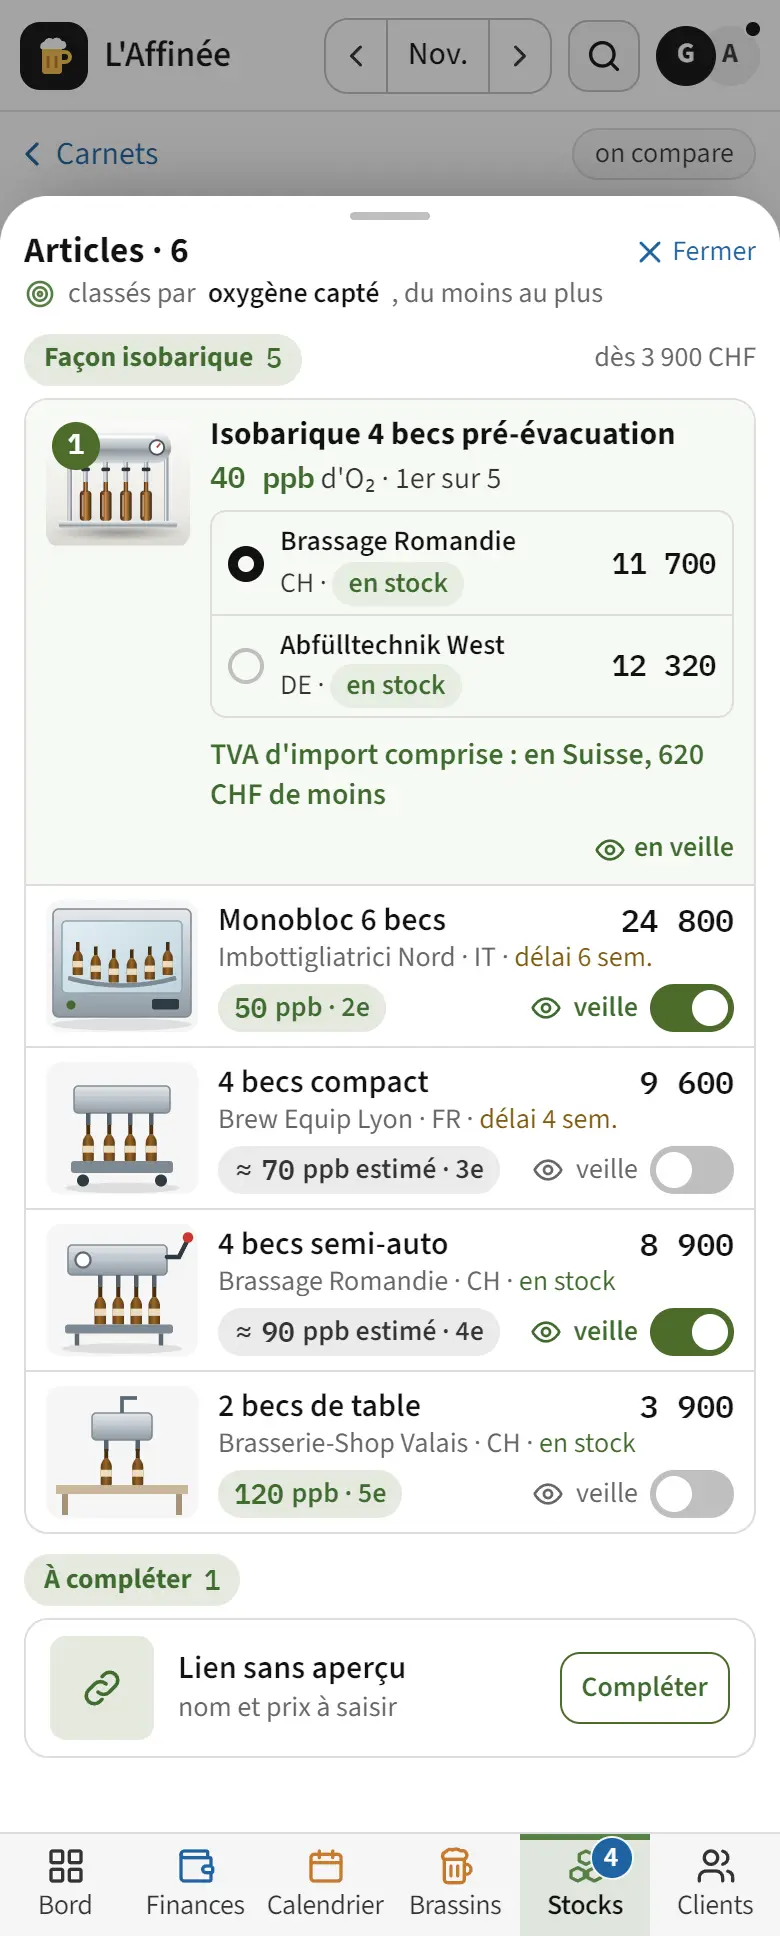 L'Affinée
Nov.
G
A
Carnets
on compare
Articles · 6
Fermer
classés par oxygène capté , du moins au plus
Façon isobarique 5
dès 3 900 CHF
1
Isobarique 4 becs pré-évacuation
40 ppb d'O₂ · 1er sur 5
Brassage Romandie
CH · en stock
11 700
Abfülltechnik West
DE · en stock
12 320
TVA d'import comprise : en Suisse, 620
CHF de moins
en veille
Monobloc 6 becs
24 800
Imbottigliatrici Nord · IT · délai 6 sem.
50 ppb · 2e
veille
4 becs compact
9 600
Brew Equip Lyon · FR · délai 4 sem.
≈ 70 ppb estimé · 3e
veille
4 becs semi-auto
8 900
Brassage Romandie · CH · en stock
≈ 90 ppb estimé · 4e
veille
2 becs de table
3 900
Brasserie-Shop Valais · CH · en stock
120 ppb · 5e
veille
À compléter 1
Lien sans aperçu
nom et prix à saisir
Compléter
Bord
Finances
Calendrier
Brassins
4
Stocks
Clients